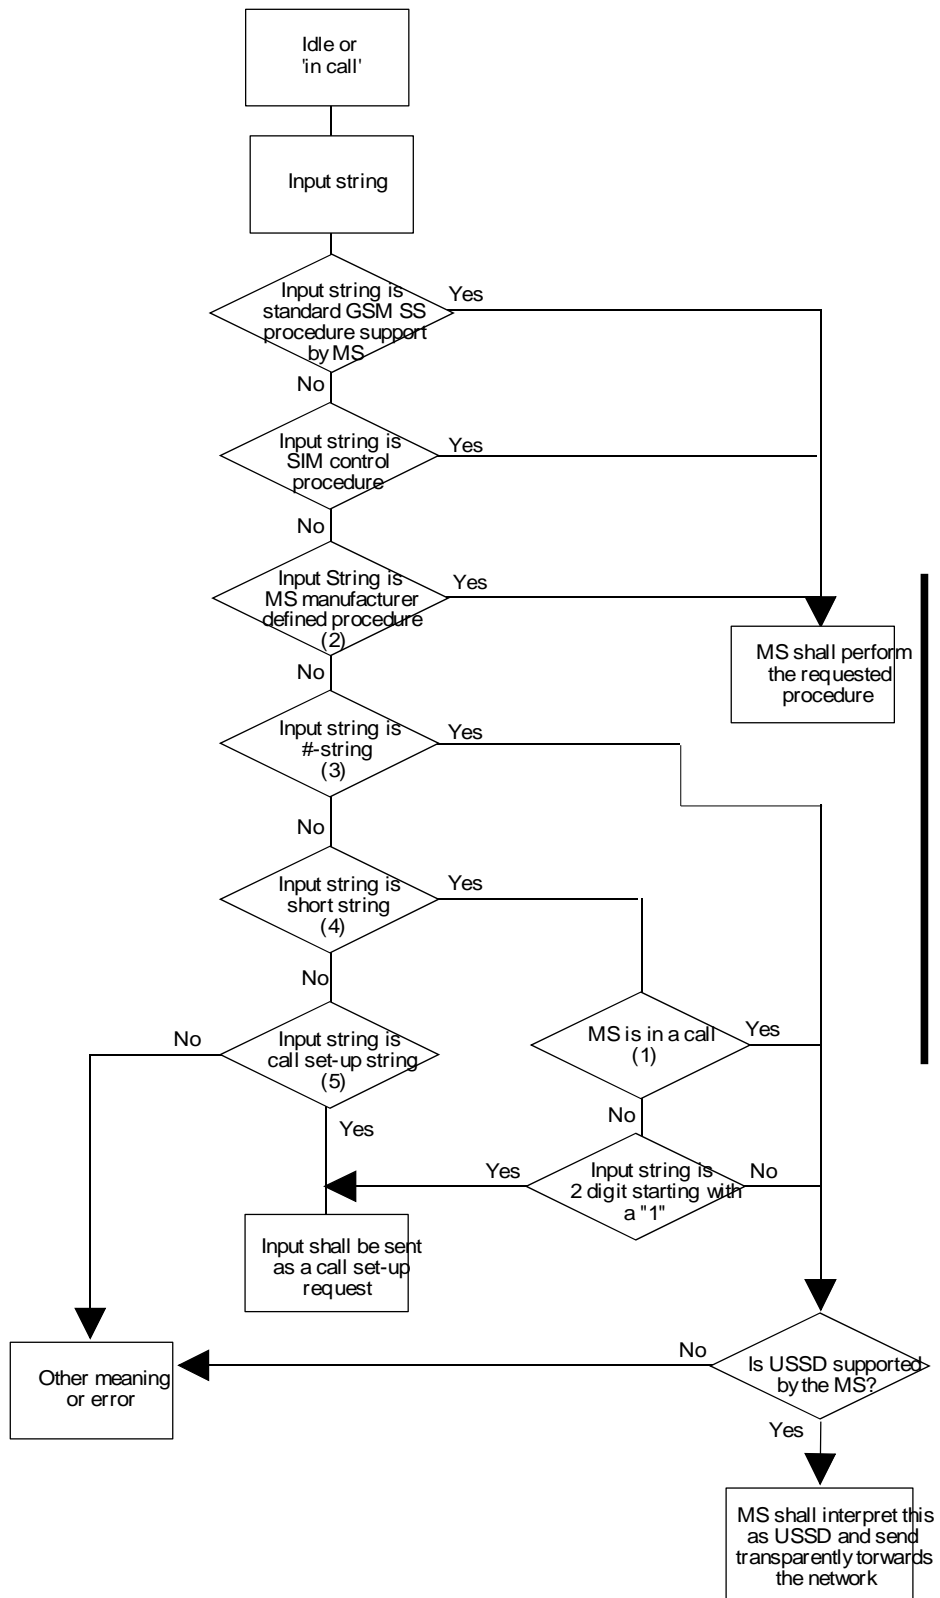 Idle or
'in call'
Input string
Input string is
standard GSM SS
procedure support
by MS
Yes
No
Input string is
SIM control
procedure
Yes
No
Input String is
MS manufacturer
defined procedure
(2)
Yes
MS shall perform
the requested
procedure
No
Input string is
#-string
(3)
Yes
No
Input string is
short string
(4)
Yes
No
Input string is
call set-up string
(5)
No
MS is in a call
(1)
Yes
No
Yes
Input string is
2 digit starting with
a "1"
Yes
No
Input shall be sent
as a call set-up
request
Other meaning
or error
No
Is USSD supported
by the MS?
Yes
MS shall interpret this
as USSD and send
transparently torwards
the network